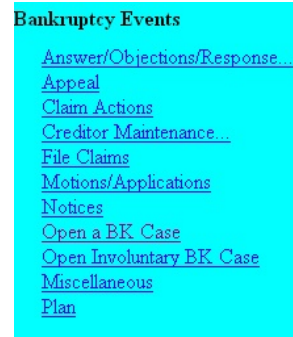 Bankruptcy Events
Answer/Objections/Response...
Appeal
Claim Actions
Creditor Maintenance...
File Claims
Motions/Applications
Notices
Open a BK Case
Open Involuntary BK Case
Miscellaneous
Plan